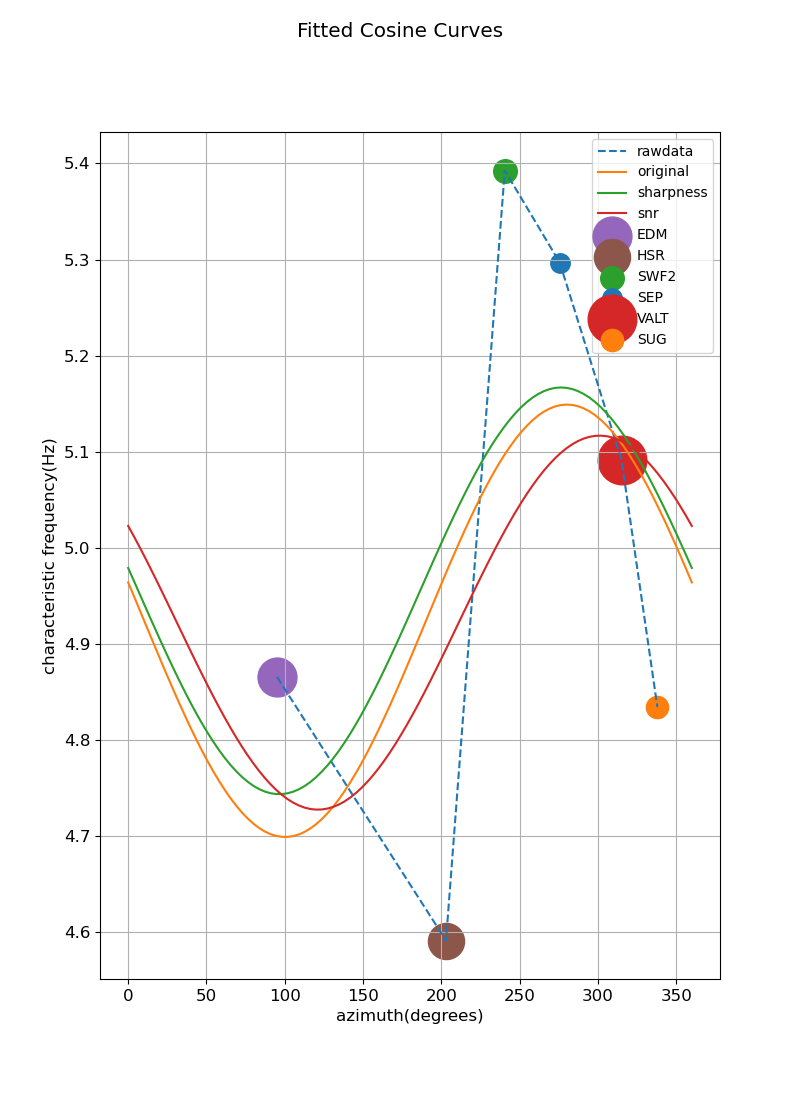 Fitted Cosine Curves
characteristic frequency(Hz)
5.4
5.3
5.2
5.1
5.0
4.9
4.8
4.7
4.6
rawdata
original
sharpness
snr
EDM
HSR
SWF2
SEP
VALT
SUG
0 50 100 150 200 250 300 350
azimuth(degrees)